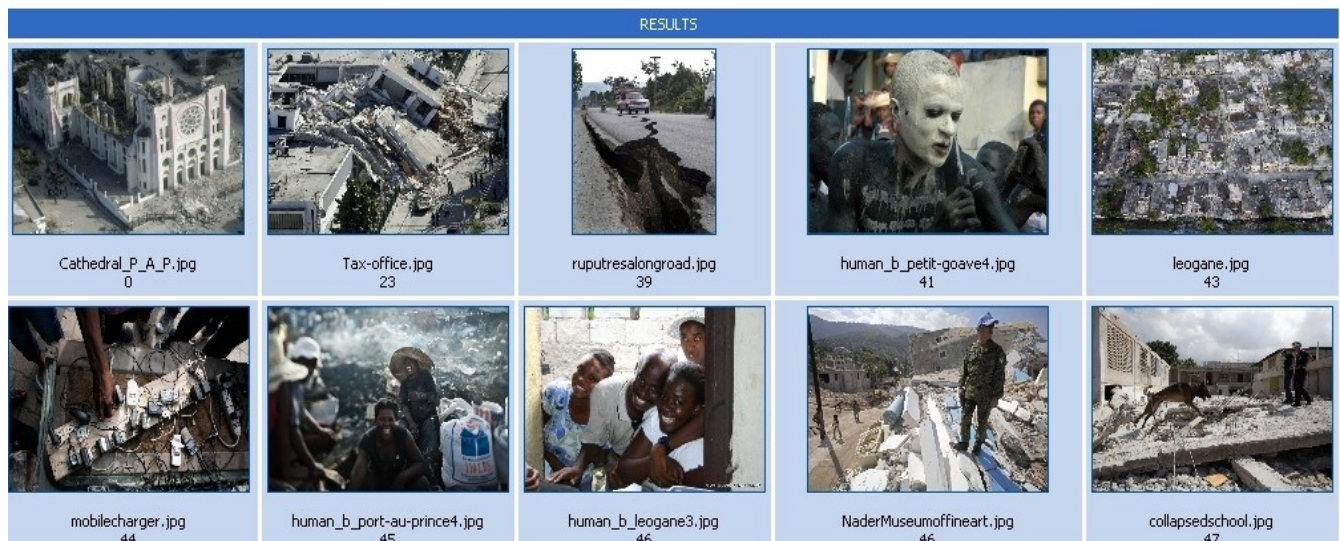 RESULTS
Cathedral_P_A_P.jpg
0
Tax-office.jpg
23
ruputresalongroad.jpg
39
human_b_petit-goave4.jpg
41
leogane.jpg
43
mobilecharger.jpg
44
human_b_port-au-prince4.jpg
45
human_b_leogane3.jpg
46
NaderMuseumoffineart.jpg
46
collapsedschool.jpg
47